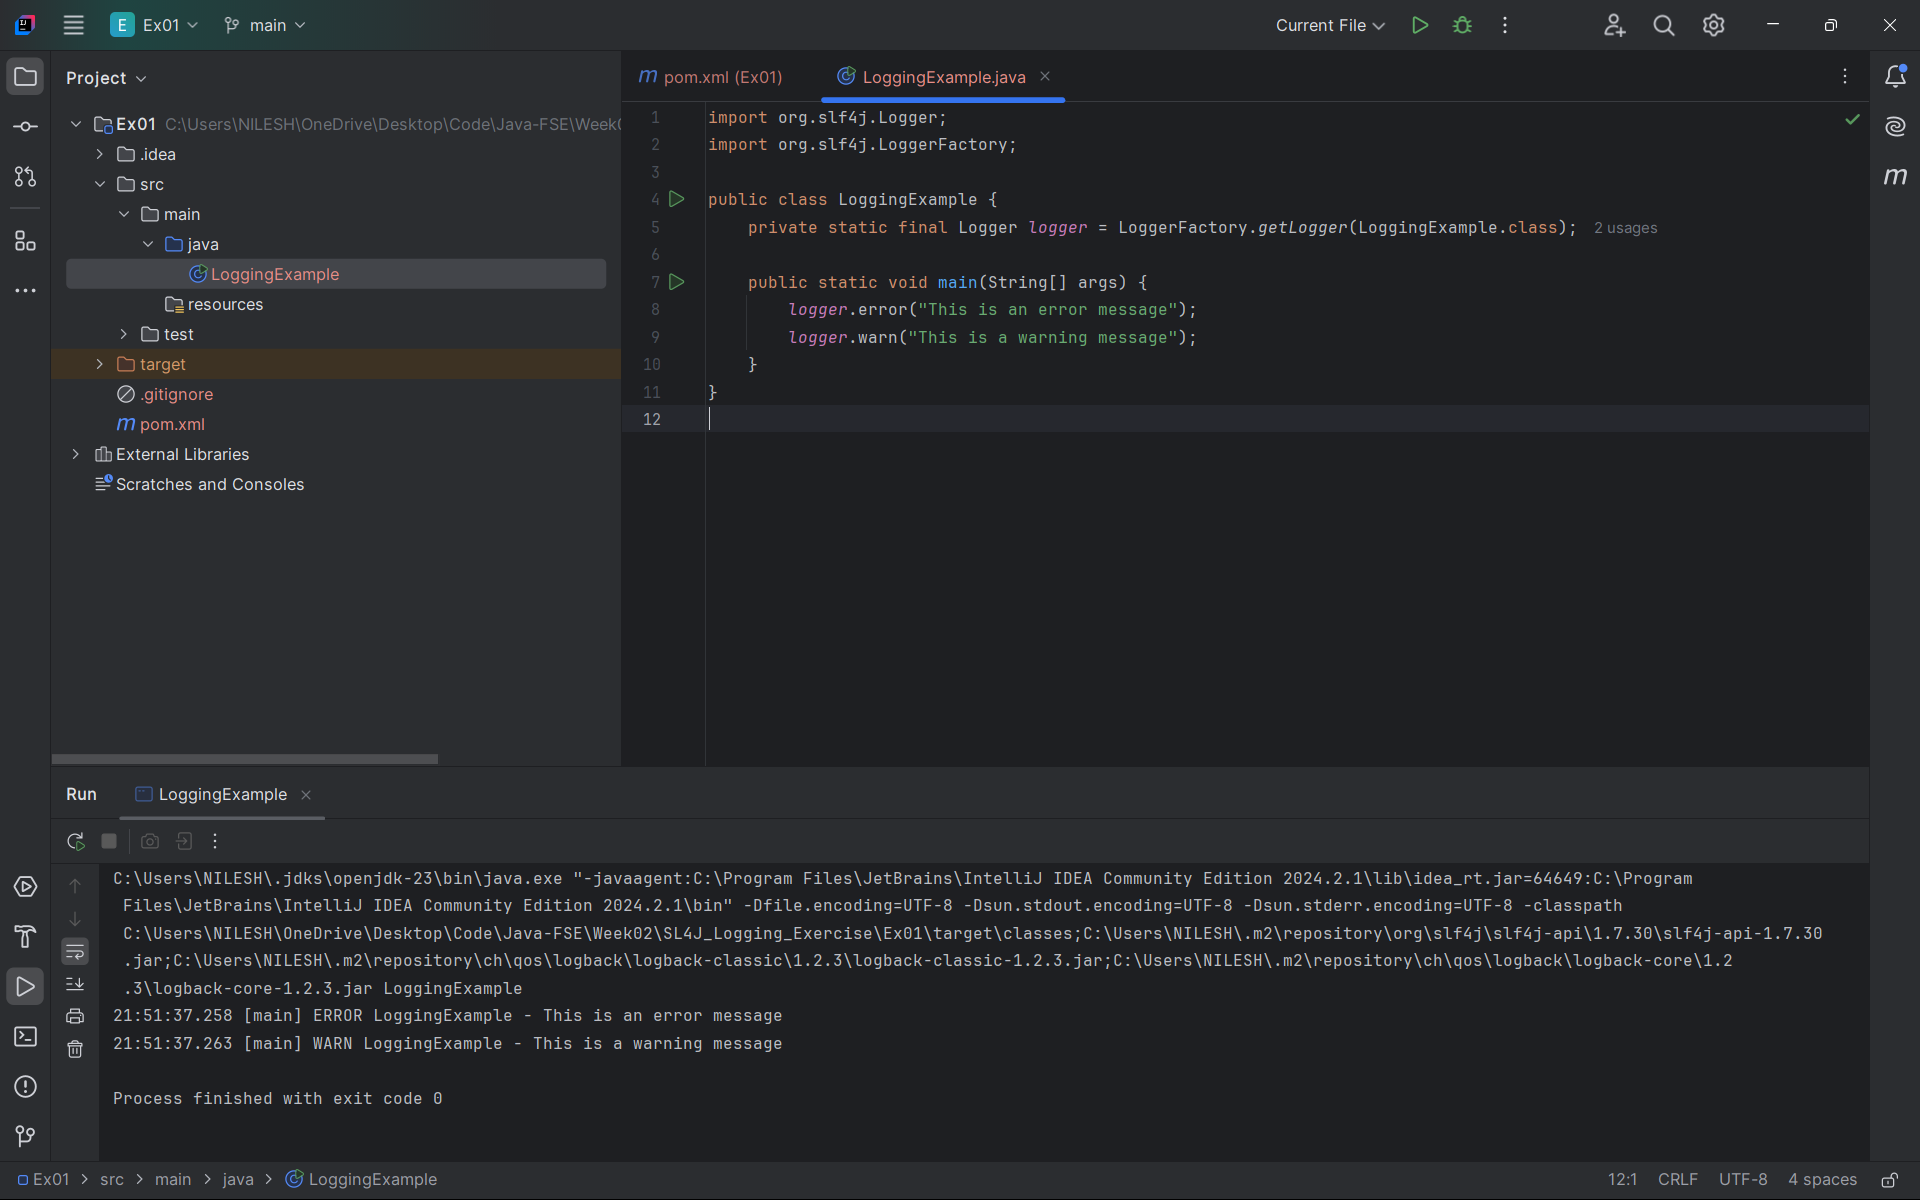 E Ex01 main Current File
Project
Ex01 C:\Users\NILESH\OneDrive\Desktop\Code\Java-FSE\Week
.idea
src
main
java
LoggingExample
resources
test
target
.gitignore
m pom.xml
External Libraries
Scratches and Consoles
m pom.xml (Ex01) LoggingExample.java
1 import org.slf4j.Logger;
2 import org.slf4j.LoggerFactory;
3
4 public class LoggingExample {
5 private static final Logger logger = LoggerFactory.getLogger(LoggingExample.class); 2 usages
6
7 public static void main(String[] args) {
8 logger.error("This is an error message");
9 logger.warn("This is a warning message");
10 }
11 }
12
m
Run LoggingExample
C:\Users\NILESH\.jdks\openjdk-23\bin\java.exe "-javaagent:C:\Program Files\JetBrains\IntelliJ IDEA Community Edition 2024.2.1\lib\idea_rt.jar=64649:C:\Program
Files\JetBrains\IntelliJ IDEA Community Edition 2024.2.1\bin" -Dfile.encoding=UTF-8 -Dsun.stdout.encoding=UTF-8 -Dsun.stderr.encoding=UTF-8 -classpath
C:\Users\NILESH\OneDrive\Desktop\Code\Java-FSE\Week02\SL4J_Logging_Exercise\Ex01\target\classes;C:\Users\NILESH\.m2\repository\org\slf4j\slf4j-api\1.7.30\slf4j-api-1.7.30
.jar;C:\Users\NILESH\.m2\repository\ch\qos\logback\logback-classic\1.2.3\logback-classic-1.2.3.jar;C:\Users\NILESH\.m2\repository\ch\qos\logback\logback-core\1.2
.3\logback-core-1.2.3.jar LoggingExample
21:51:37.258 [main] ERROR LoggingExample - This is an error message
21:51:37.263 [main] WARN LoggingExample - This is a warning message
Process finished with exit code 0
Ex01 > src > main > java > LoggingExample 12:1 CRLF UTF-8 4 spaces